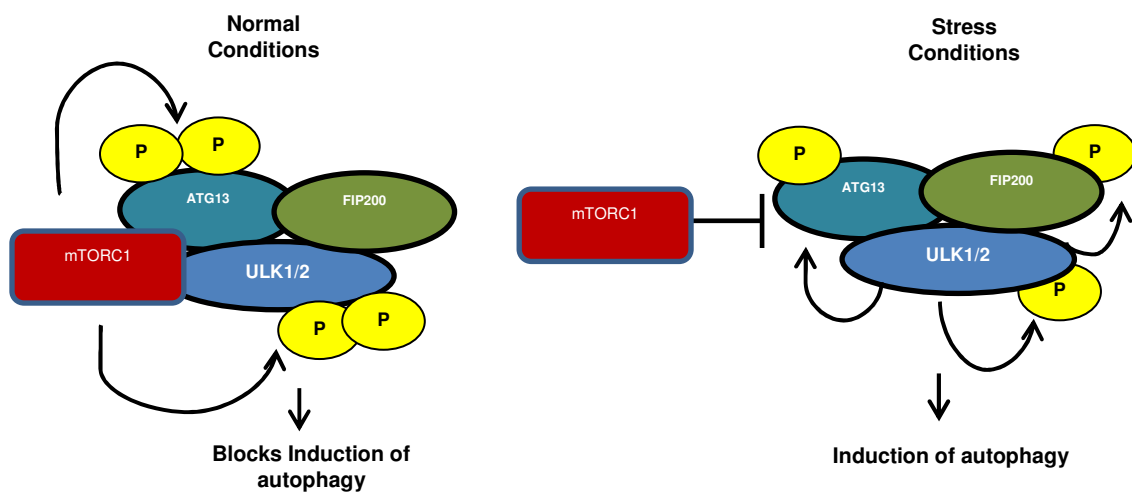 Normal
Conditions
P
P
ATG13
FIP200
mTORC1
ULK1/2
P
P
Blocks Induction of
autophagy
Stress
Conditions
P
P
ATG13
FIP200
mTORC1
ULK1/2
P
Induction of autophagy